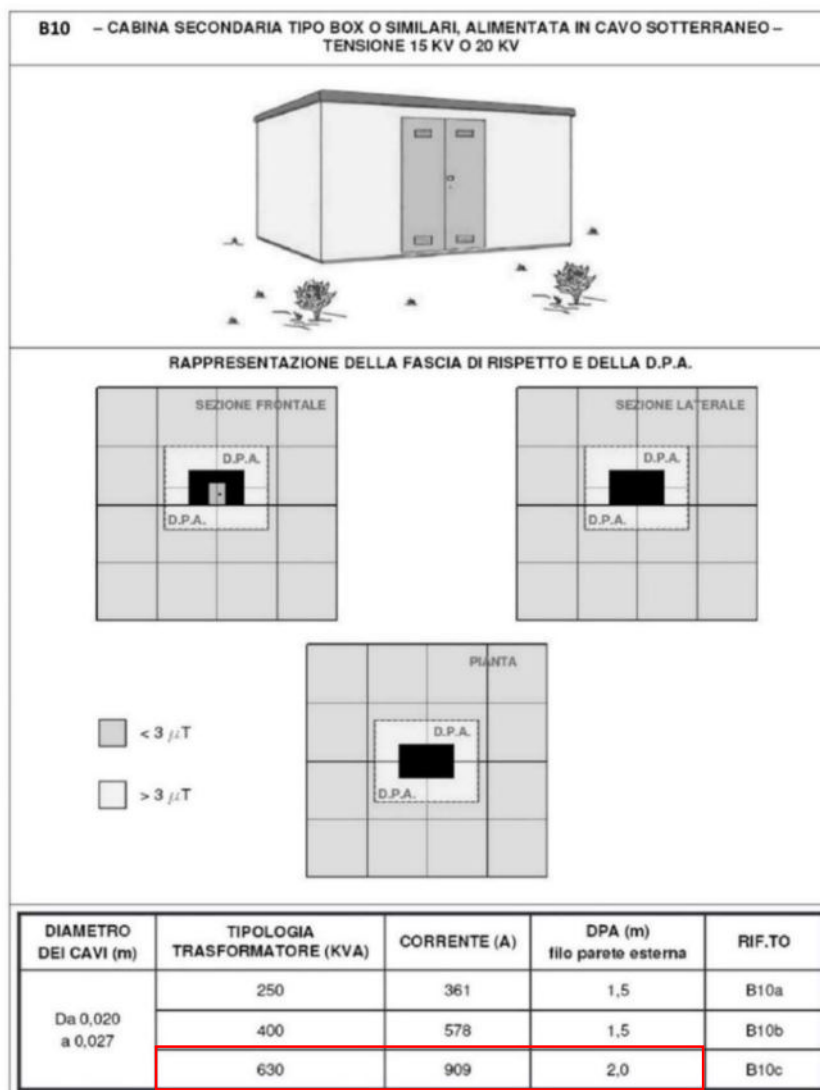 B10 – CABINA SECONDARIA TIPO BOX O SIMILARI, ALIMENTATA IN CAVO SOTTERRANEO –
TENSIONE 15 KV O 20 KV
RAPPRESENTAZIONE DELLA FASCIA DI RISPETTO E DELLA D.P.A.
SEZIONE FRONTALE
D.P.A.
D.P.A.
SEZIONE LATERALE
D.P.A.
D.P.A.
PIANTA
D.P.A.
D.P.A.
< 3 μT
> 3 μT
DIAMETRO
DEI CAVI (m)
TIPOLOGIA
TRASFORMATORE (KVA)
CORRENTE (A)
DPA (m)
filo parete esterna
RIF.TO
Da 0,020
a 0,027
250 361 1,5 B10a
400 578 1,5 B10b
630 909 2,0 B10c